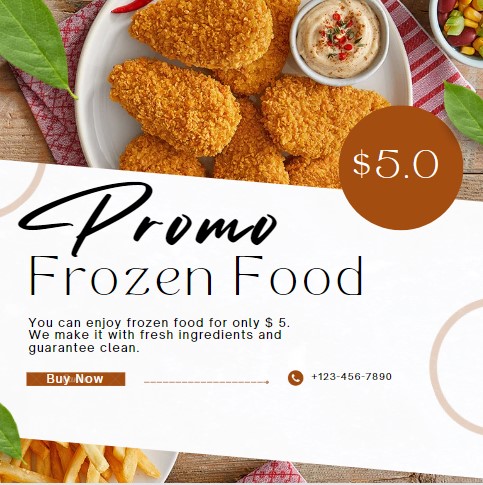 $5.0
Promo
Frozen Food
You can enjoy frozen food for only $ 5.
We make it with fresh ingredients and
guarantee clean.
Buy Now
+123-456-7890